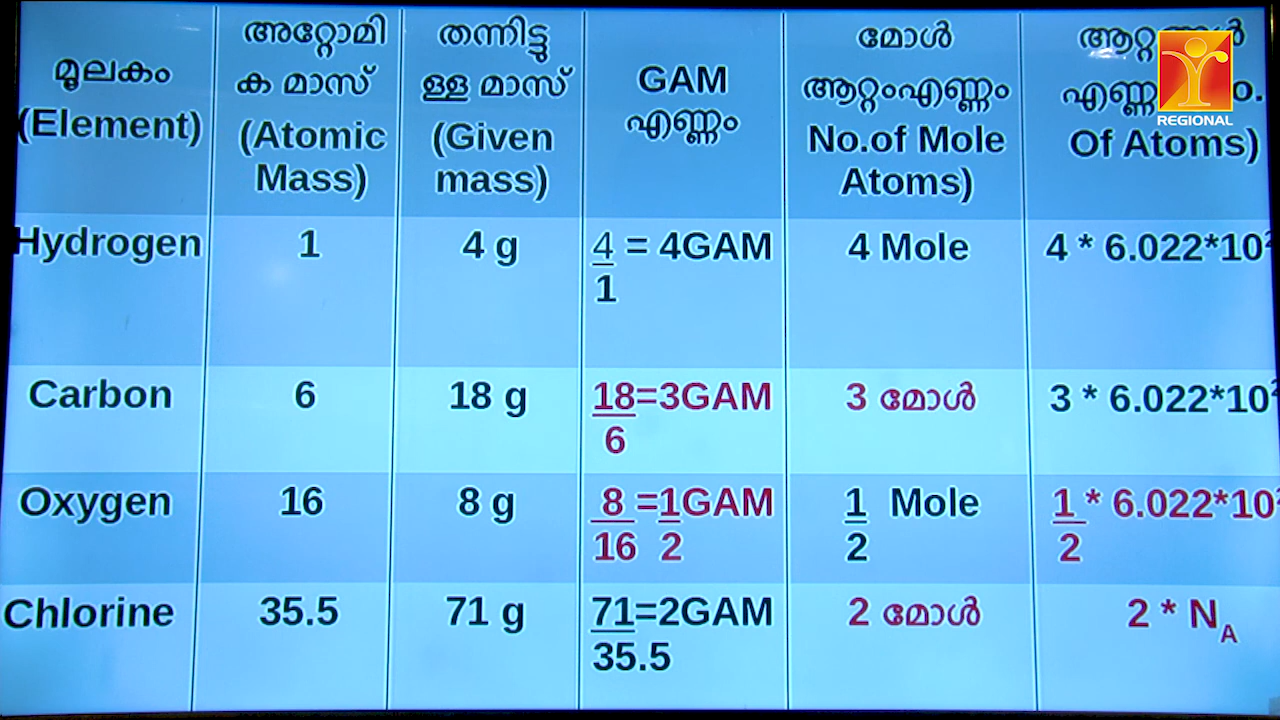 മൂലകം
(Element)
അറ്റോമി
ക മാസ്
(Atomic
Mass)
തന്നിട്ടു
ള്ള മാസ്
(Given
mass)
GAM
എണ്ണം
മോൾ
ആറ്റംഎണ്ണം
No.of Mole
Atoms)
Of Atoms)
REGIONAL
Hydrogen 1 4 g 4 = 4GAM 4 Mole 4 * 6.022*10
1
Carbon 6 18 g 18=3GAM 3 മോൾ 3 * 6.022*10
6
Oxygen 16 8 g 8 =1GAM 1 Mole 1 * 6.022*10
16 2 2 2
Chlorine 35.5 71 g 71=2GAM 2 മോൾ 2 * NA
35.5